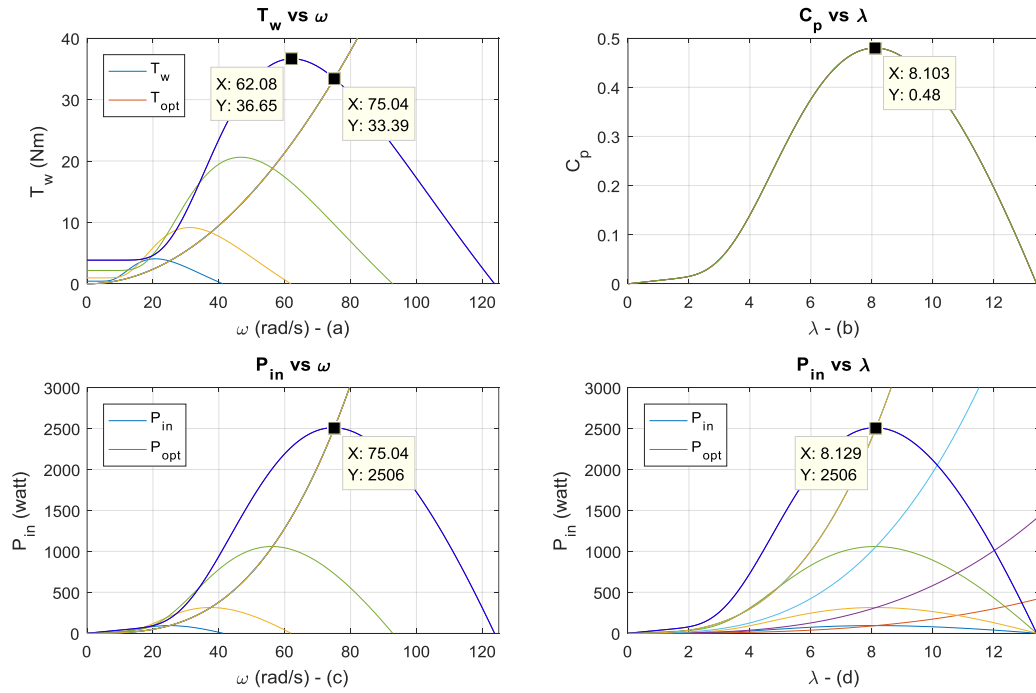 T_w vs ω
40
30
20
10
0
T_w (Nm)
T_w
T_opt
X: 62.08
Y: 36.65
X: 75.04
Y: 33.39
0 20 40 60 80 100 120
ω (rad/s) - (a)
C_p vs λ
0.5
0.4
0.3
0.2
0.1
0
C_p
X: 8.103
Y: 0.48
0 2 4 6 8 10 12
λ - (b)
P_in vs ω
3000
2500
2000
1500
1000
500
0
P_in (watt)
P_in
P_opt
X: 75.04
Y: 2506
0 20 40 60 80 100 120
ω (rad/s) - (c)
P_in vs λ
3000
2500
2000
1500
1000
500
0
P_in (watt)
P_in
P_opt
X: 8.129
Y: 2506
0 2 4 6 8 10 12
λ - (d)